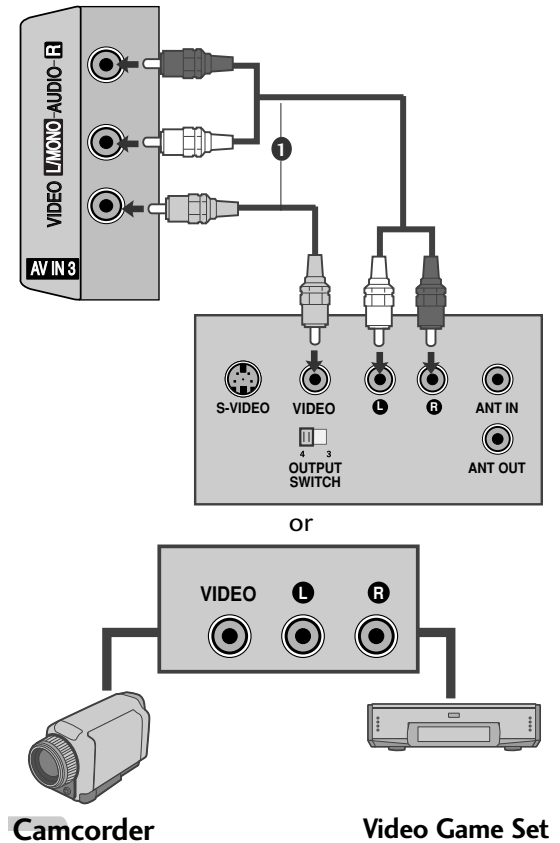 VIDEO L/MONO-AUDIO-R
AV IN 3
1
S-VIDEO VIDEO L R ANT IN
4 3
OUTPUT
SWITCH
ANT OUT
or
VIDEO L R
Camcorder Video Game Set